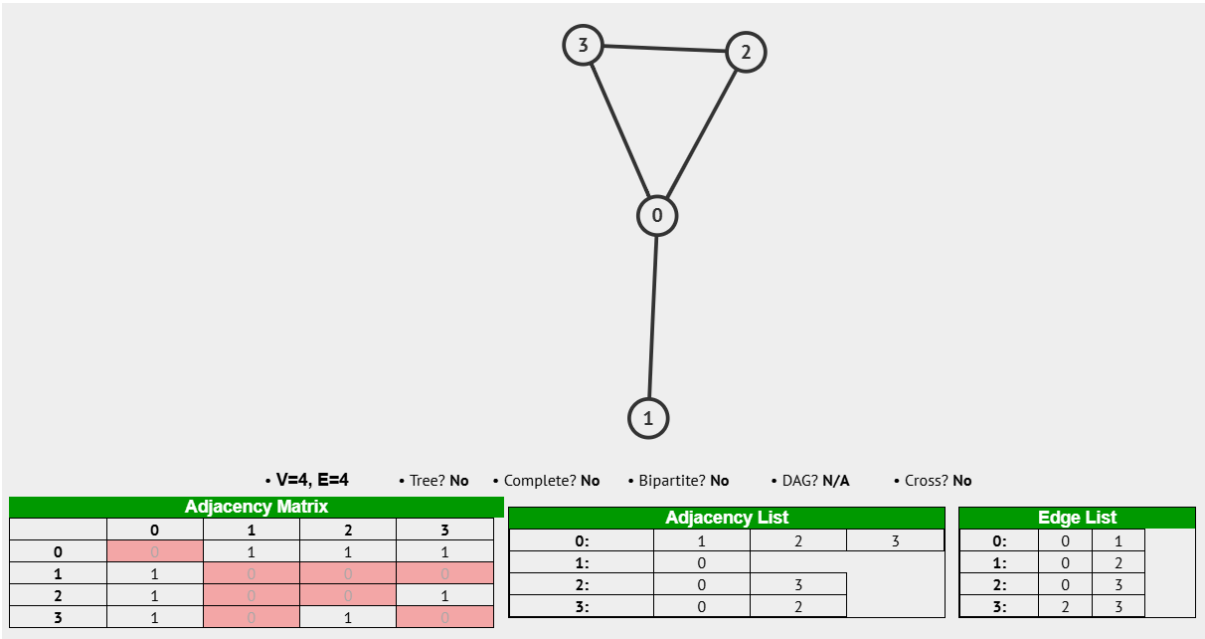 3
2
0
1
• V=4, E=4 • Tree? No • Complete? No • Bipartite? No • DAG? N/A • Cross? No
Adjacency Matrix
0 1 2 3
0 0 1 1 1
1 1 0 0 0
2 1 0 0 1
3 1 0 1 0
Adjacency List
0: 1 2 3
1: 0
2: 0 3
3: 0 2
Edge List
0: 0 1
1: 0 2
2: 0 3
3: 2 3